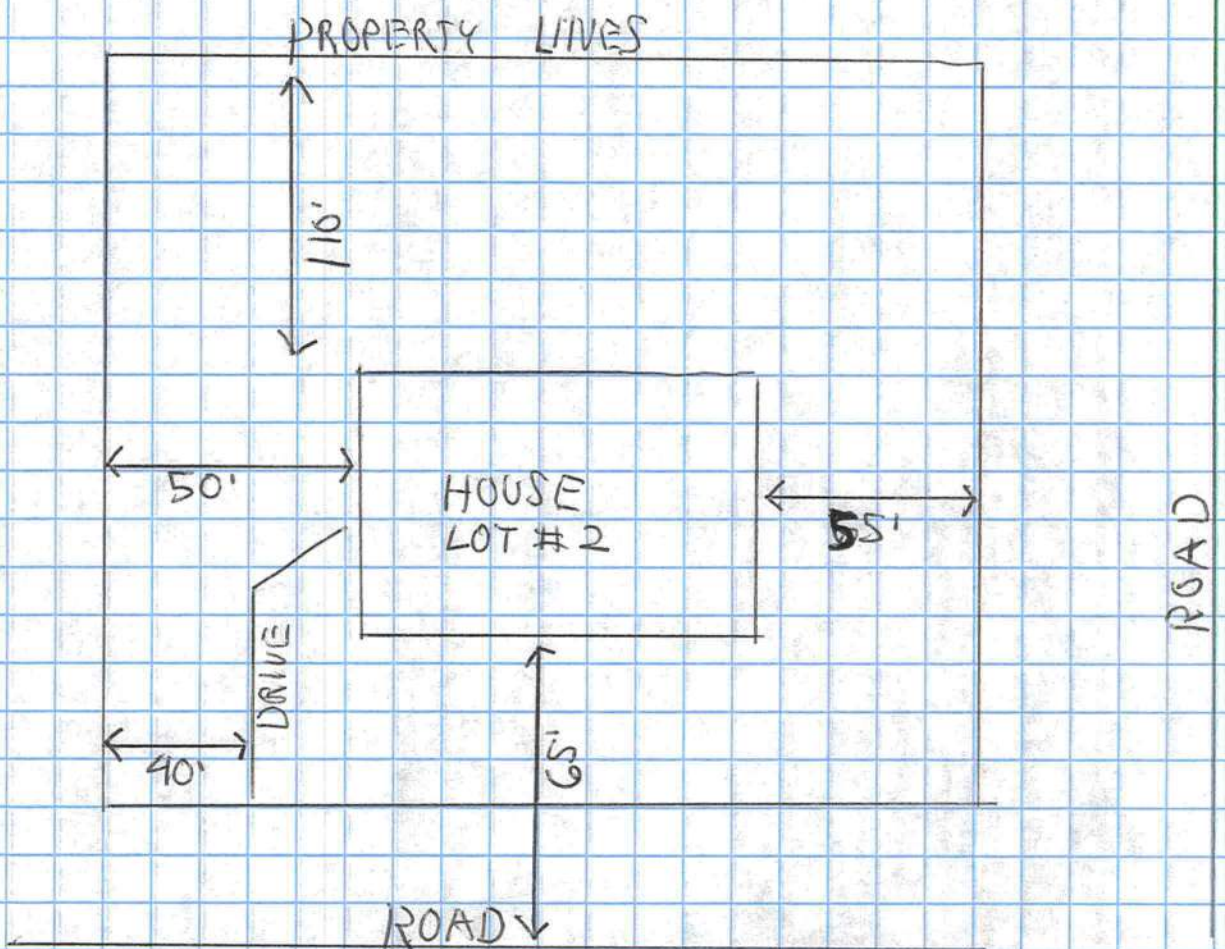 PROPERTY LINES
110'
50'
HOUSE
LOT # 2
55'
ROAD
DRIVE
40'
65'
ROAD